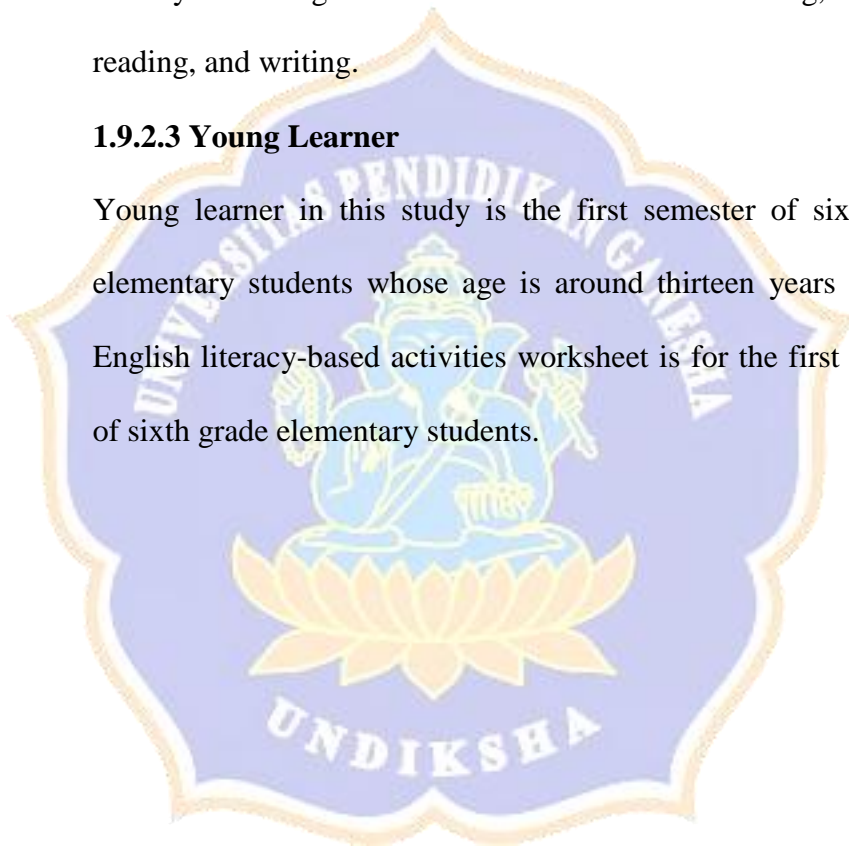 reading, and writing.
1.9.2.3 Young Learner
Young learner in this study is the first semester of six
elementary students whose age is around thirteen years
English literacy-based activities worksheet is for the first
of sixth grade elementary students.
UNIVERSITAS PENDIDIKAN GANESHA
UNDIKSHA